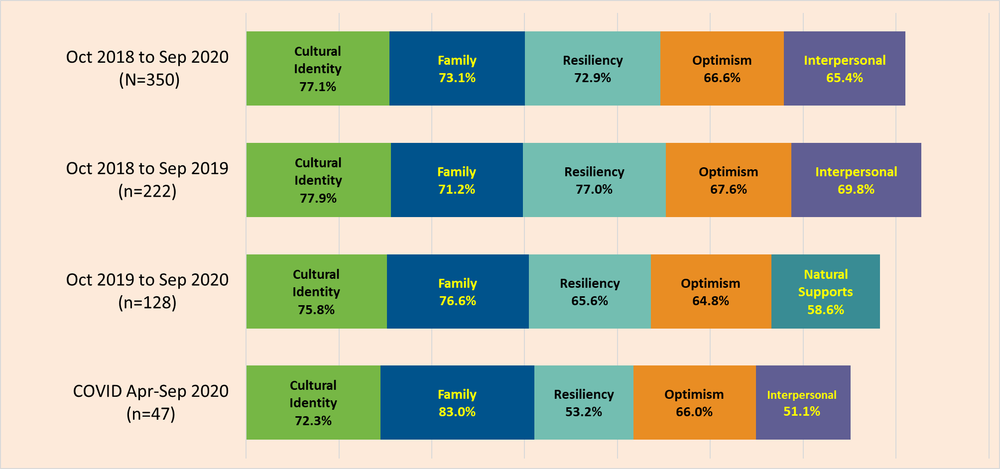 Oct 2018 to Sep 2020
(N=350)
Cultural
Identity
77.1%
Family
73.1%
Resiliency
72.9%
Optimism
66.6%
Interpersonal
65.4%
Oct 2018 to Sep 2019
(n=222)
Cultural
Identity
77.9%
Family
71.2%
Resiliency
77.0%
Optimism
67.6%
Interpersonal
69.8%
Oct 2019 to Sep 2020
(n=128)
Cultural
Identity
75.8%
Family
76.6%
Resiliency
65.6%
Optimism
64.8%
Natural
Supports
58.6%
COVID Apr-Sep 2020
(n=47)
Cultural
Identity
72.3%
Family
83.0%
Resiliency
53.2%
Optimism
66.0%
Interpersonal
51.1%